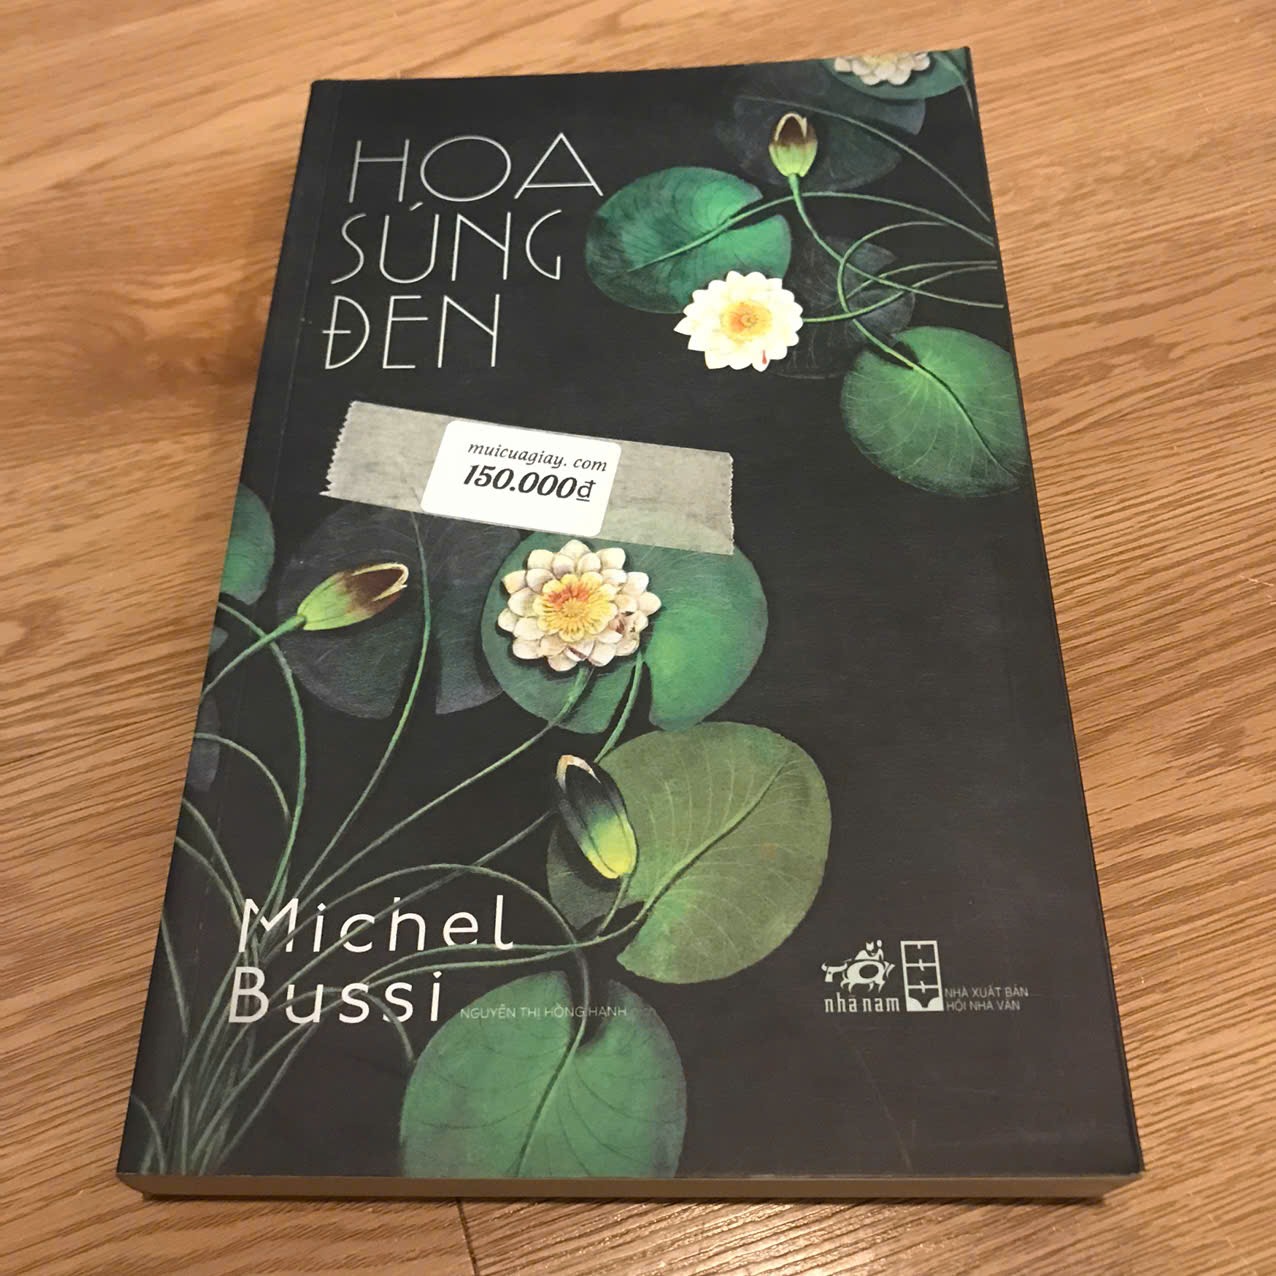 HOA
SÚNG
ĐEN
muicuagiay. com
150.000₫
Michel
Bussi
NGUYỄN THỊ HỒNG HẠNH
nhã nam
NHÀ XUẤT BẢN
HỘI NHÀ VĂN